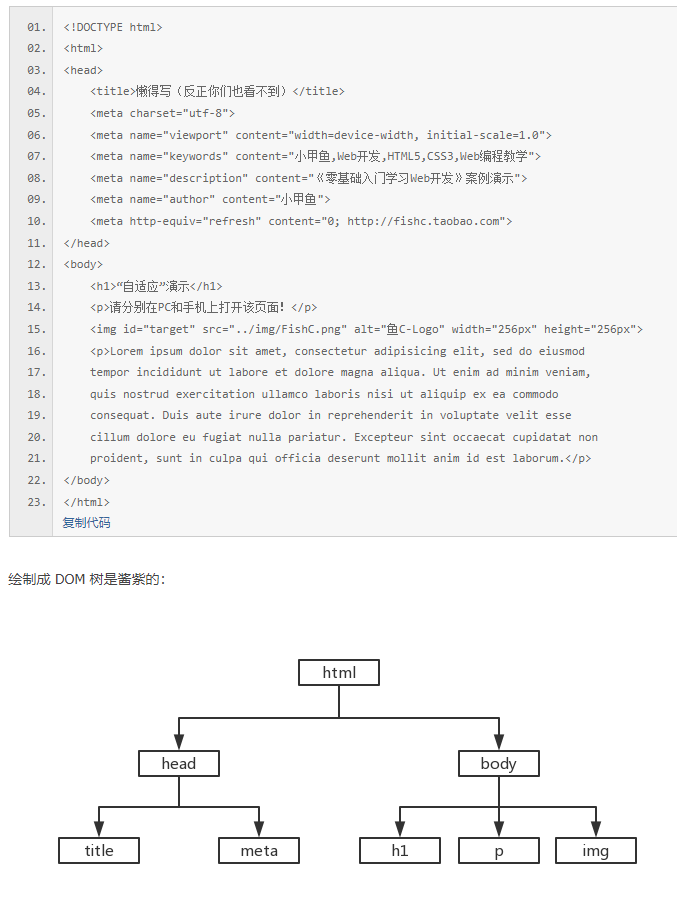 01. <!DOCTYPE html>
02. <html>
03. <head>
04.     <title>懒得写（反正你们也看不到）</title>
05.     <meta charset="utf-8">
06.     <meta name="viewport" content="width=device-width, initial-scale=1.0">
07.     <meta name="keywords" content="小甲鱼,Web开发,HTML5,CSS3,Web编程教学">
08.     <meta name="description" content="《零基础入门学习Web开发》案例演示">
09.     <meta name="author" content="小甲鱼">
10.     <meta http-equiv="refresh" content="0; http://fishc.taobao.com">
11. </head>
12. <body>
13.     <h1>“自适应”演示</h1>
14.     <p>请分别在PC和手机上打开该页面！</p>
15.     <img id="target" src="../img/FishC.png" alt="鱼C-Logo" width="256px" height="256px">
16.     <p>Lorem ipsum dolor sit amet, consectetur adipisicing elit, sed do eiusmod
17.     tempor incididunt ut labore et dolore magna aliqua. Ut enim ad minim veniam,
18.     quis nostrud exercitation ullamco laboris nisi ut aliquip ex ea commodo
19.     consequat. Duis aute irure dolor in reprehenderit in voluptate velit esse
20.     cillum dolore eu fugiat nulla pariatur. Excepteur sint occaecat cupidatat non
21.     proident, sunt in culpa qui officia deserunt mollit anim id est laborum.</p>
22. </body>
23. </html>
复制代码
绘制成 DOM 树是酱紫的：
html
head body
title meta h1 p img